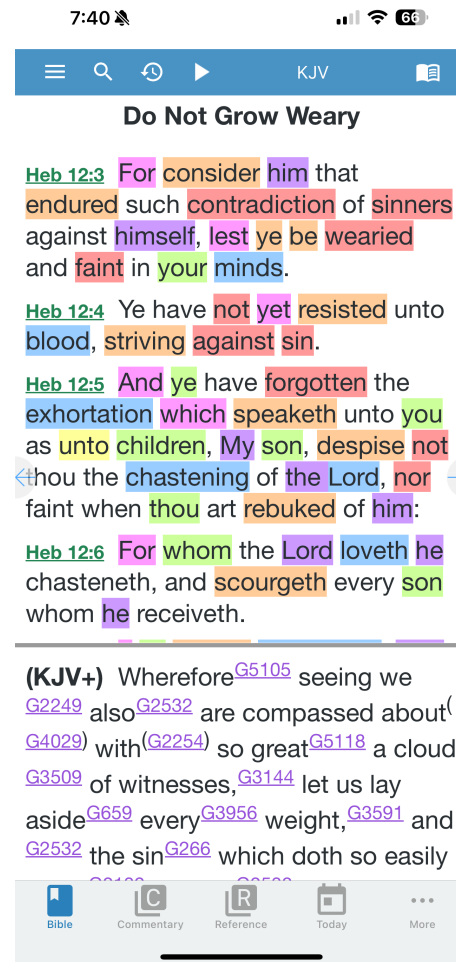 7:40 66
KJV
Do Not Grow Weary
Heb 12:3 For consider him that
endured such contradiction of sinners
against himself, lest ye be wearied
and faint in your minds.
Heb 12:4 Ye have not yet resisted unto
blood, striving against sin.
Heb 12:5 And ye have forgotten the
exhortation which speaketh unto you
as unto children, My son, despise not
thou the chastening of the Lord, nor
faint when thou art rebuked of him:
Heb 12:6 For whom the Lord loveth he
chasteneth, and scourgeth every son
whom he receiveth.
(KJV+) Wherefore G5105 seeing we
G2249 also G2532 are compassed about(
G4029) with(G2254) so great G5118 a cloud
G3509 of witnesses, G3144 let us lay
aside G659 every G3956 weight, G3591 and
G2532 the sin G266 which doth so easily
Bible Commentary Reference Today More